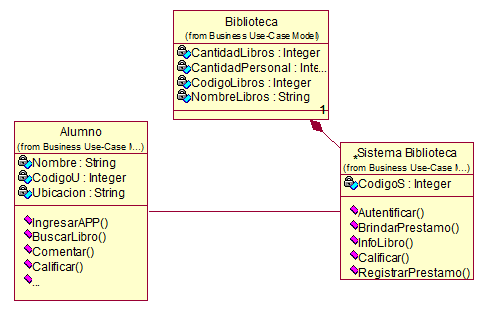 Biblioteca
(from Business Use-Case Model)
CantidadLibros : Integer
CantidadPersonal : Inte...
CodigoLibros : Integer
NombreLibros : String
1
Alumno
(from Business Use-Case M...)
Nombre : String
CodigoU : Integer
Ubicacion : String
IngresarAPP()
BuscarLibro()
Comentar()
Calificar()
...
*
Sistema Biblioteca
(from Business Use-Case M...)
CodigoS : Integer
Autentificar()
BrindarPrestamo()
InfoLibro()
Calificar()
RegistrarPrestamo()